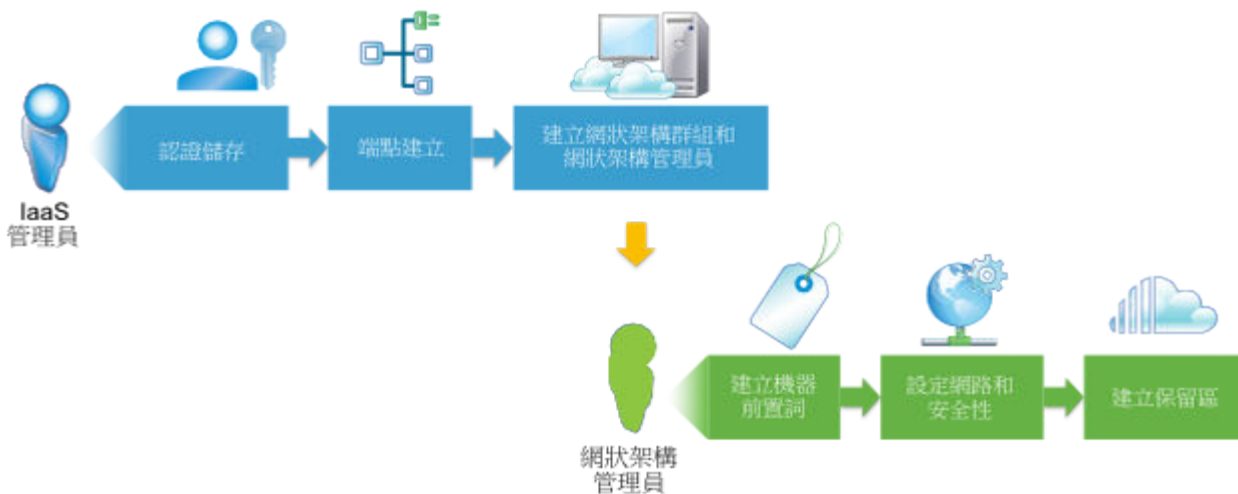 IaaS
管理員
認證儲存
端點建立
建立網狀架構群組和
網狀架構管理員
網狀架構
管理員
建立機器
前置詞
設定網路和
安全性
建立保留區